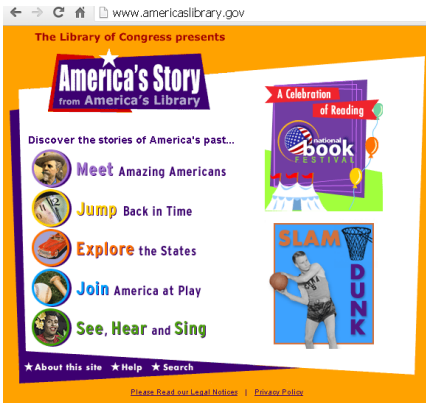 www.americaslibrary.gov
The Library of Congress presents
America's Story
from America's Library
Discover the stories of America's past...
Meet Amazing Americans
Jump Back in Time
Explore the States
Join America at Play
See, Hear and Sing
A Celebration
of Reading
national
book
FESTIVAL
SLAM
DUNK
★About this site ★Help ★Search
Please Read our Legal Notices | Privacy Policy